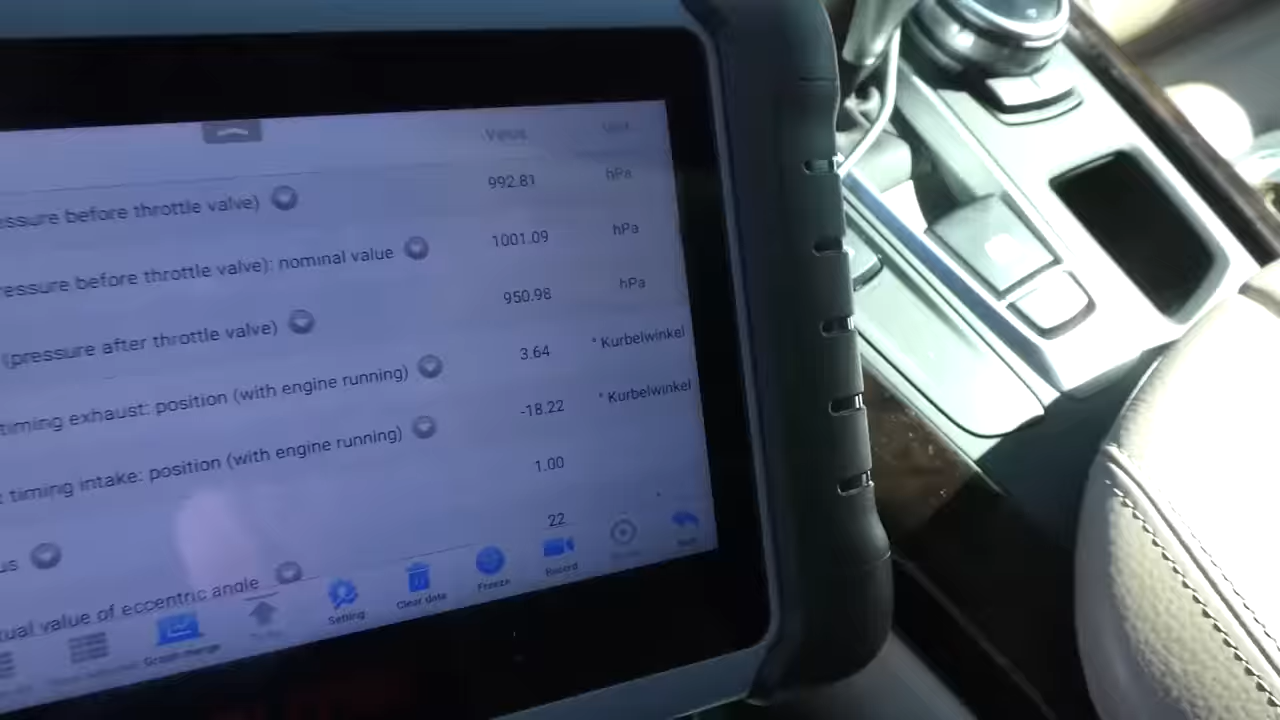 Value Unit
essure before throttle valve) 992.81 hPa
ressure before throttle valve): nominal value 1001.09 hPa
(pressure after throttle valve) 950.98 hPa
timing exhaust: position (with engine running) 3.64 ° Kurbelwinkel
timing intake: position (with engine running) -18.22 ° Kurbelwinkel
us 1.00
tual value of eccentric angle 22 °
Graph merge
Setting
Clear data
Freeze
Record